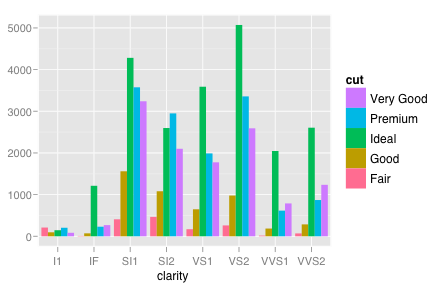 5000
4000
3000
2000
1000
0
I1 IF SI1 SI2 VS1 VS2 VVS1 VVS2
clarity
cut
Very Good
Premium
Ideal
Good
Fair